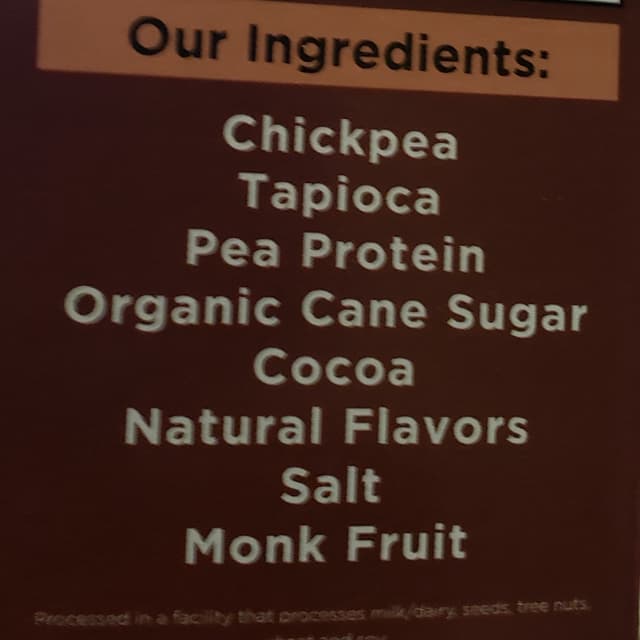 Our Ingredients:
Chickpea
Tapioca
Pea Protein
Organic Cane Sugar
Cocoa
Natural Flavors
Salt
Monk Fruit
Processed in a facility that processes milk/dairy, seeds, tree nuts,
and soy